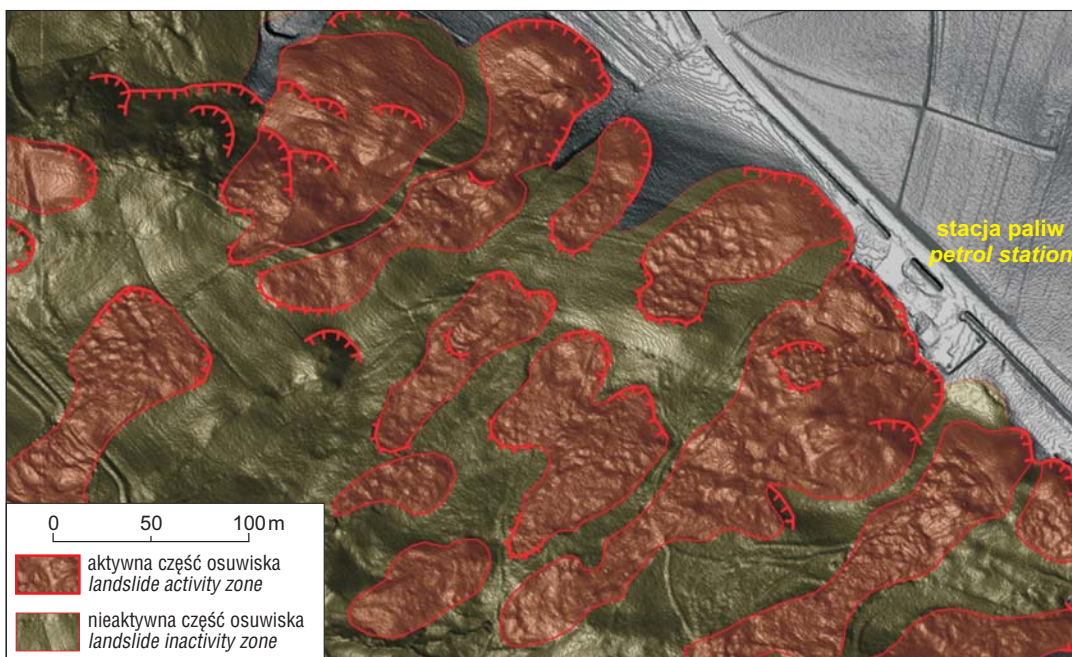 stacja paliw
petrol station
0 50 100 m
aktywna część osuwiska
landslide activity zone
nieaktywna część osuwiska
landslide inactivity zone